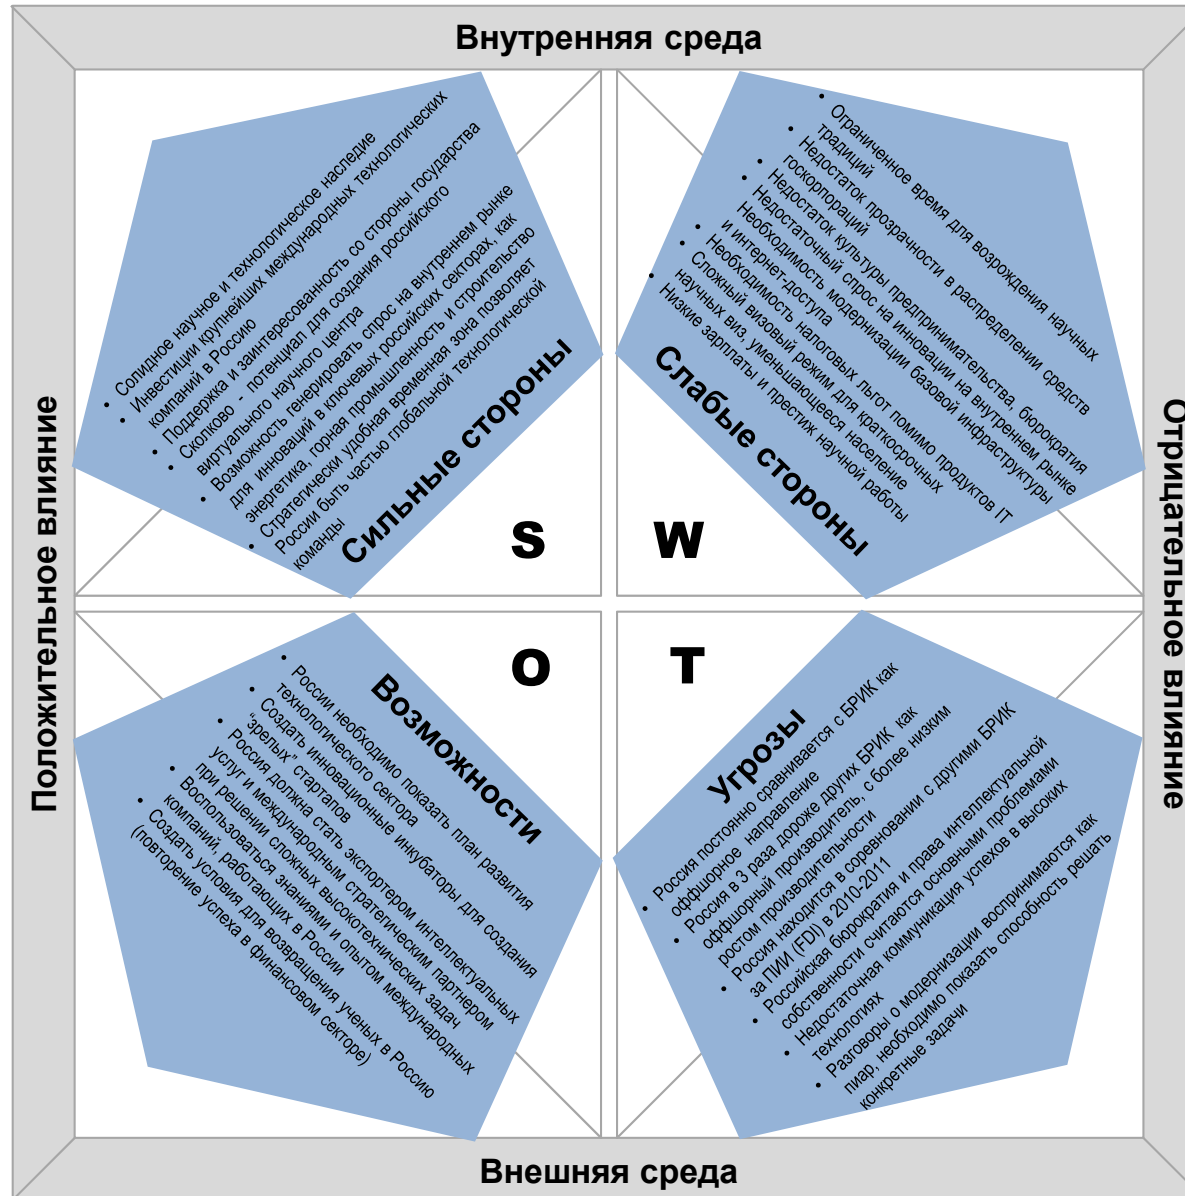 Внутренняя среда
Положительное влияние
Отрицательное влияние
• Солидное научное и технологическое наследие
• Инвестиции крупнейших международных технологических
компаний в Россию
• Поддержка и заинтересованность со стороны государства
• Сколково - потенциал для создания российского
виртуального научного центра
• Возможность генерировать спрос на внутреннем рынке
для инноваций в ключевых российских секторах, как
энергетика, горная промышленность и строительство
• Стратегически удобная временная зона позволяет
России быть частью глобальной технологической
команды
Сильные стороны
S
• Ограниченное время для возрождения научных
традиций
• Недостаток прозрачности в распределении средств
госкорпораций
• Недостаток культуры предпринимательства, борократия
• Недостаточный спрос на инновации на внутреннем рынке
Необходимость модернизации базовой инфраструктуры
и интернет-доступа
• Необходимость налоговых льгот помимо продуктов IT
• Сложный визовый режим для краткосрочных
научных виз, уменьшающееся население
• Низкие зарплаты и престиж научной работы
Слабые стороны
W
O
Возможности
• России необходимо показать план развития
технологического сектора
• Создать инновационные инкубаторы для создания
“зрелых” стартапов
• Россия должна стать экспортером интеллектуальных
услуг и международным стратегическим партнером
при решении сложных высокотехнических задач
• Воспользоваться знаниями и опытом международных
компаний, работающих в России
• Создать условия для возвращения ученых в Россию
(повторение успеха в финансовом секторе)
T
Угрозы
• Россия постоянно сравнивается с БРИК как
оффшорное направление
• Россия в 3 раза дороже других БРИК как
оффшорный производитель, с более низким
ростом производительности
• Россия находится в соревновании с другими БРИК
за ПИИ (FDI) в 2010-2011
• Российская бюрократия и права интеллектуальной
собственности считаются основными проблемами
• Недостаточная коммуникация успехов в высоких
технологиях
• Разговоры о модернизации воспринимаются как
пиар, необходимо показать способность решать
конкретные задачи
Внешняя среда